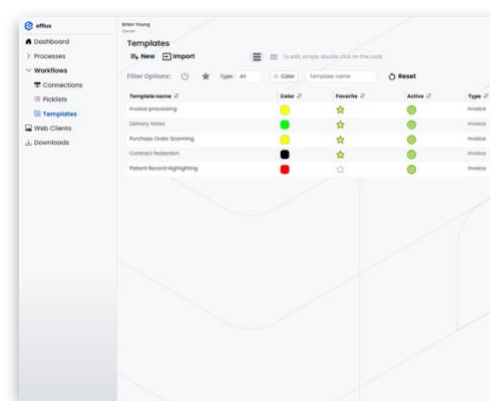 efflux
Dashboard
Processes
Workflows
Connections
Picklists
Templates
Web Clients
Downloads
Brian Young
Owner
Templates
New Import
To edit, simply double click on the card.
Filter Options: Type: All Color Template name Reset
Template name Color Favorite Active Type
Invoice processing Invoice
Delivery Notes Invoice
Purchase Order Scanning Invoice
Contract Redaction Invoice
Patient Record Highlighting Invoice